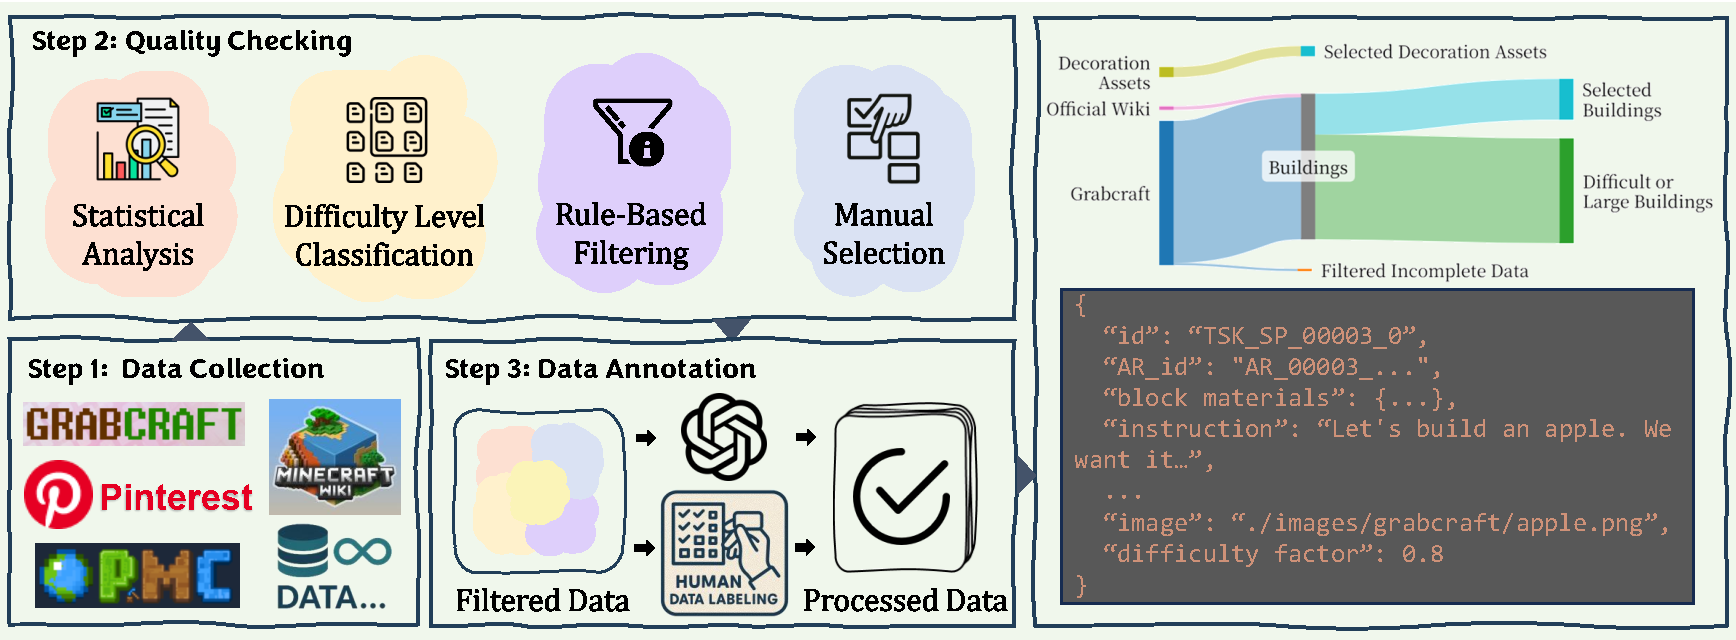 Step 2: Quality Checking
Statistical
Analysis
Difficulty Level
Classification
Rule-Based
Filtering
Manual
Selection
Step 1: Data Collection
GRABCRAFT
MINECRAFT
WIKI
Pinterest
PMC
DATA...
Step 3: Data Annotation
Filtered Data
HUMAN
DATA LABELING
Processed Data
Decoration
Assets
Official Wiki
Grabcraft
Buildings
Selected Decoration Assets
Selected
Buildings
Difficult or
Large Buildings
Filtered Incomplete Data
{
“id”: “TSK_SP_00003_0”,
“AR_id”: "AR_00003_...",
“block materials”: {...},
“instruction”: “Let's build an apple. We
want it…”,
...
“image”: “./images/grabcraft/apple.png”,
“difficulty factor”: 0.8
}